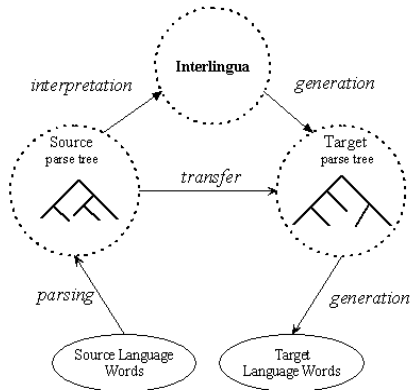 Interlingua
interpretation
generation
Source
parse tree
Target
parse tree
transfer
parsing
generation
Source Language
Words
Target
Language Words